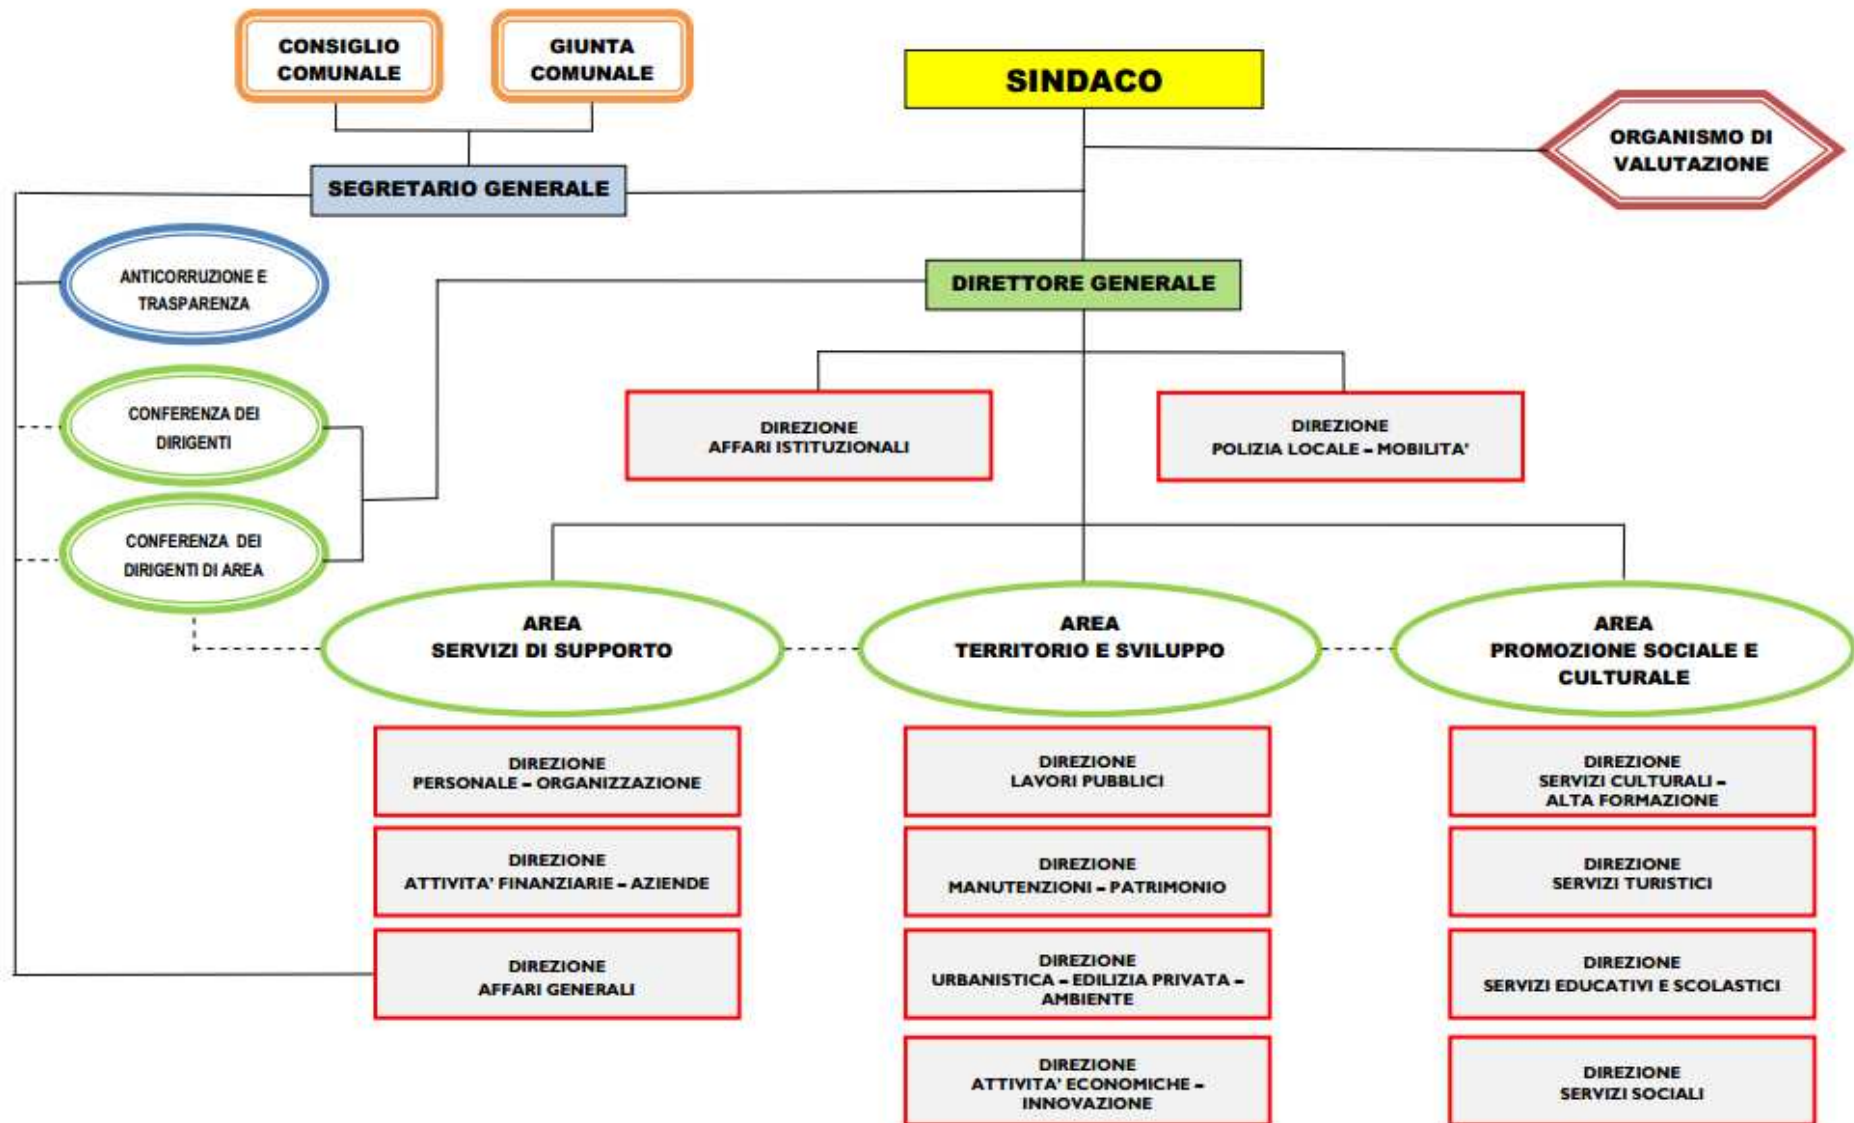 CONSIGLIO
COMUNALE
GIUNTA
COMUNALE
SINDACO
ORGANISMO DI
VALUTAZIONE
SEGRETARIO GENERALE
ANTICORRUZIONE E
TRASPARENZA
DIRETTORE GENERALE
CONFERENZA DEI
DIRIGENTI
DIREZIONE
AFFARI ISTITUZIONALI
DIREZIONE
POLIZIA LOCALE – MOBILITA'
CONFERENZA DEI
DIRIGENTI DI AREA
AREA
SERVIZI DI SUPPORTO
AREA
TERRITORIO E SVILUPPO
AREA
PROMOZIONE SOCIALE E
CULTURALE
DIREZIONE
PERSONALE – ORGANIZZAZIONE
DIREZIONE
LAVORI PUBBLICI
DIREZIONE
SERVIZI CULTURALI –
ALTA FORMAZIONE
DIREZIONE
ATTIVITA' FINANZIARIE – AZIENDE
DIREZIONE
MANUTENZIONI – PATRIMONIO
DIREZIONE
SERVIZI TURISTICI
DIREZIONE
AFFARI GENERALI
DIREZIONE
URBANISTICA – EDILIZIA PRIVATA –
AMBIENTE
DIREZIONE
SERVIZI EDUCATIVI E SCOLASTICI
DIREZIONE
ATTIVITA' ECONOMICHE –
INNOVAZIONE
DIREZIONE
SERVIZI SOCIALI